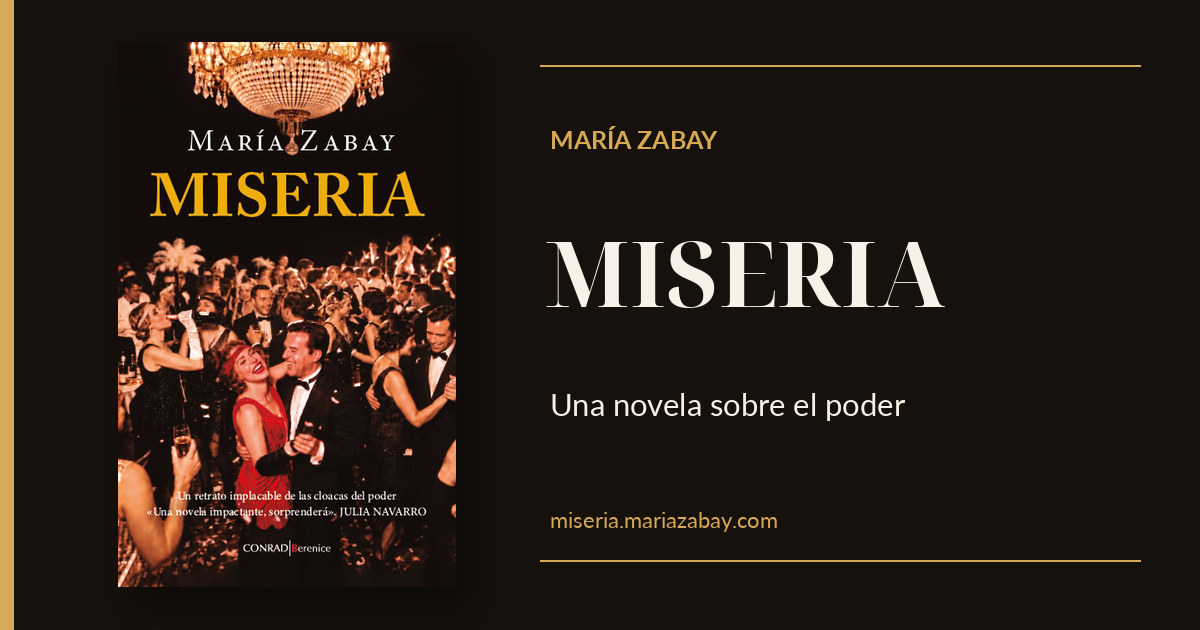 MARÍA ZABAY
MISERIA
Un retrato implacable de las cloacas del poder
«Una novela impactante, sorprenderá». JULIA NAVARRO
CONRAD|Berenice
MARÍA ZABAY
MISERIA
Una novela sobre el poder
miseria.mariazabay.com